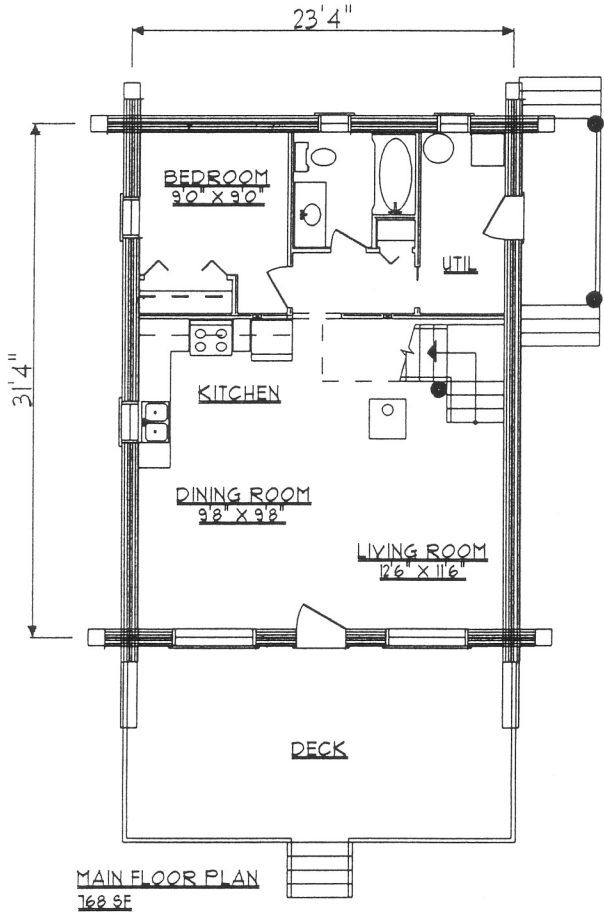 23'4"
BEDROOM
9'0" X 9'0"
UTIL
31'4"
KITCHEN
DINING ROOM
9'8" X 9'8"
LIVING ROOM
12'6" X 11'6"
DECK
MAIN FLOOR PLAN
768 SF